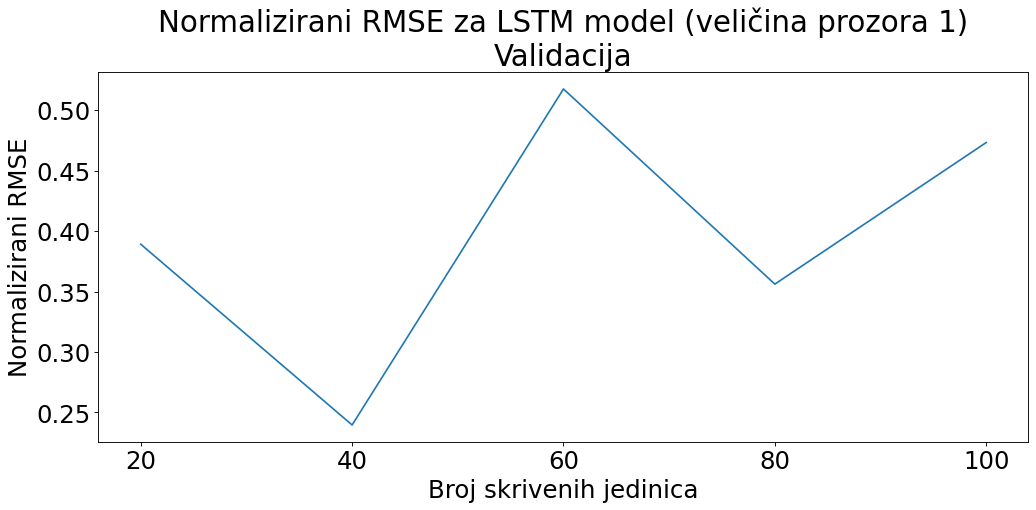 Normalizirani RMSE za LSTM model (veličina prozora 1)
Validacija
Normalizirani RMSE
0.50
0.45
0.40
0.35
0.30
0.25
20 40 60 80 100
Broj skrivenih jedinica